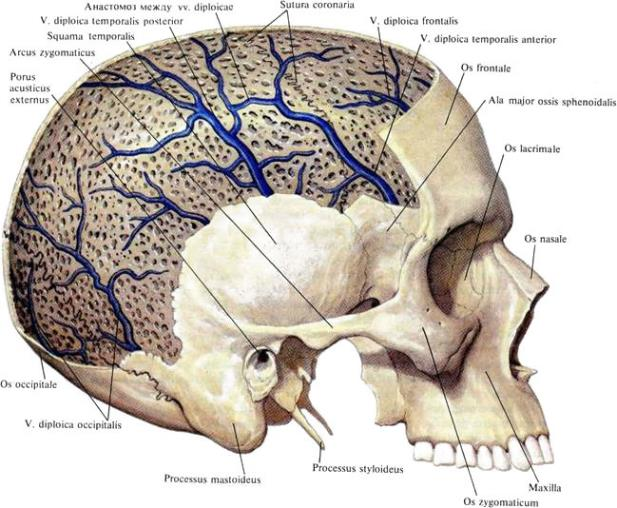 Анастомоз между vv. diploicae
Sutura coronaria
V. diploica temporalis posterior
V. diploica frontalis
Squama temporalis
V. diploica temporalis anterior
Arcus zygomaticus
Os frontale
Porus
acusticus
externus
Ala major ossis sphenoidalis
Os lacrimale
Os nasale
Os occipitale
V. diploica occipitalis
Processus mastoideus
Processus styloideus
Maxilla
Os zygomaticum